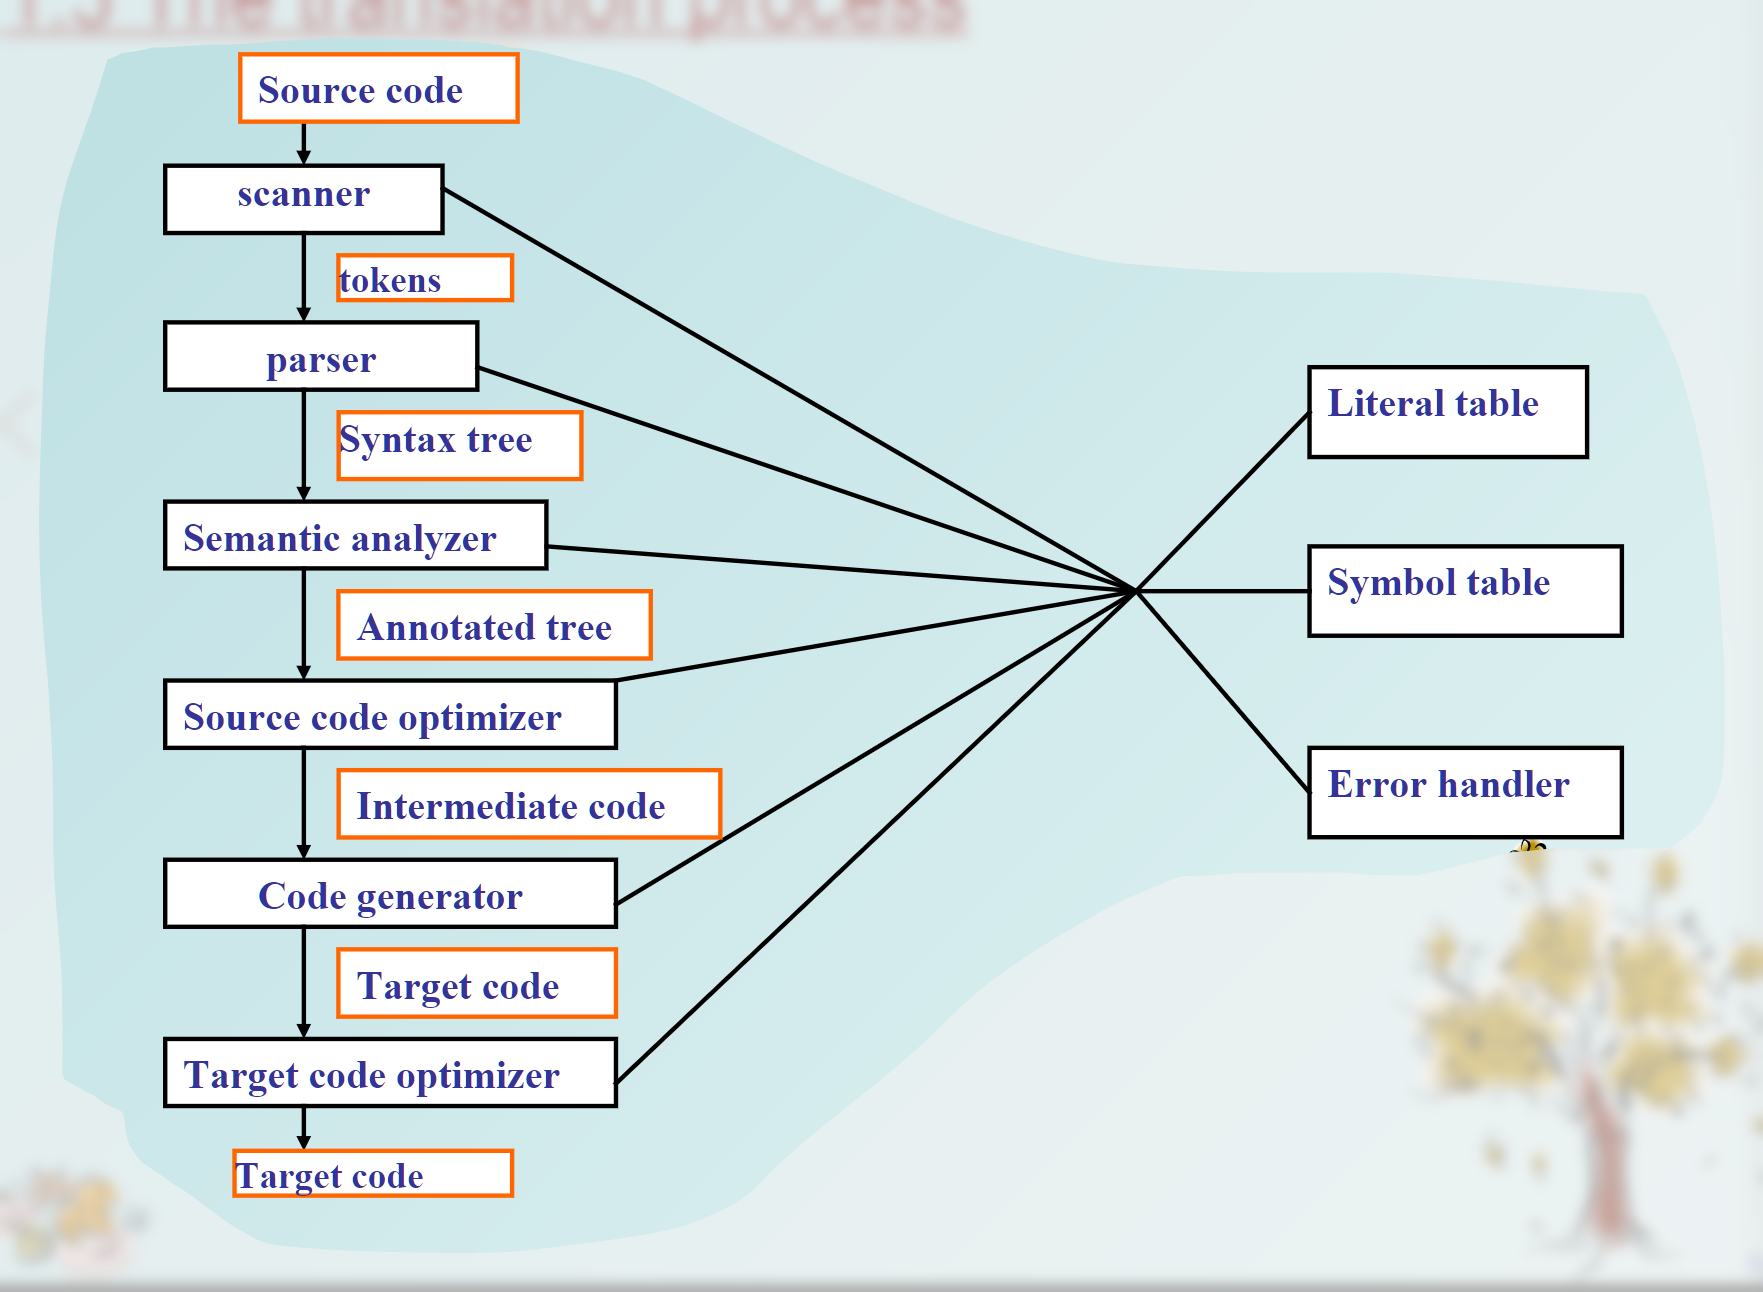 1.3 The translation process
Source code
scanner
tokens
parser
Syntax tree
Semantic analyzer
Annotated tree
Source code optimizer
Intermediate code
Code generator
Target code
Target code optimizer
Target code
Literal table
Symbol table
Error handler